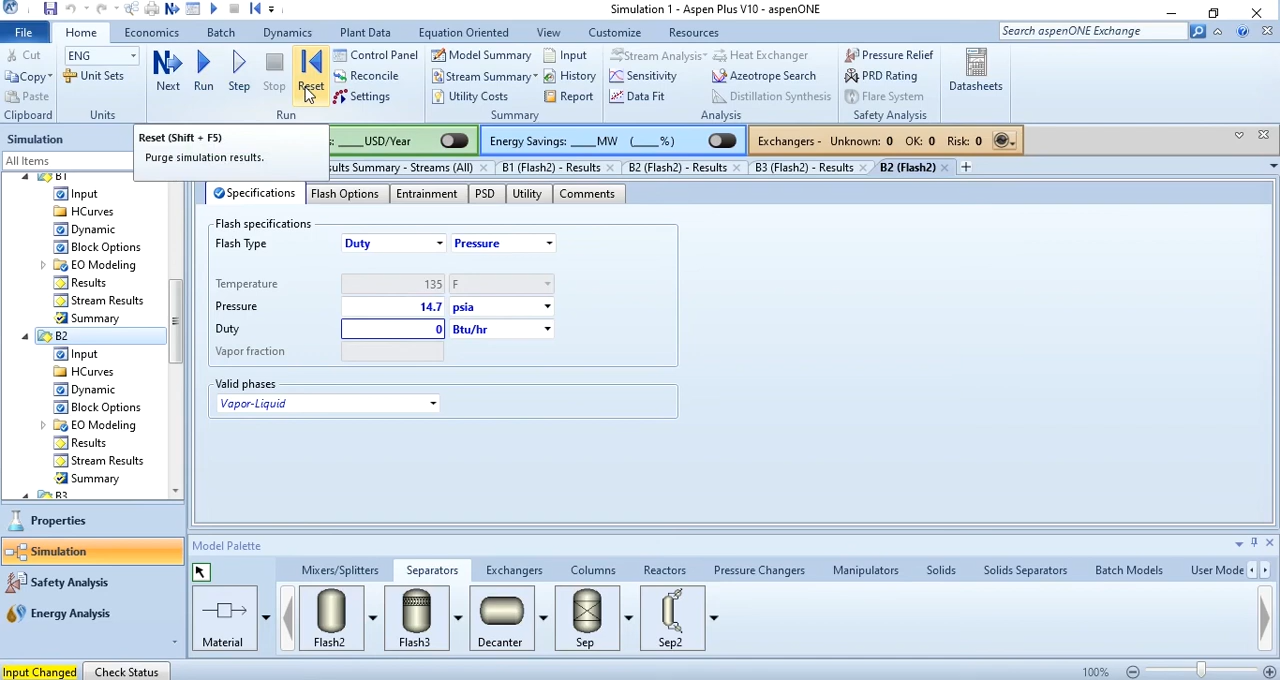 Simulation 1 - Aspen Plus V10 - aspenONE
File Home Economics Batch Dynamics Plant Data Equation Oriented View Customize Resources Search aspenONE Exchange
Cut ENG Control Panel Model Summary Input Stream Analysis Heat Exchanger Pressure Relief
Copy Unit Sets Next Run Step Stop Reset Reconcile Stream Summary History Sensitivity Azeotrope Search PRD Rating Datasheets
Paste Settings Utility Costs Report Data Fit Distillation Synthesis Flare System
Clipboard Units Run Summary Analysis Safety Analysis
Simulation Reset (Shift + F5) : ____USD/Year Energy Savings: ____MW (____%) Exchangers - Unknown: 0 OK: 0 Risk: 0
All Items Purge simulation results. sults Summary - Streams (All) B1 (Flash2) - Results B2 (Flash2) - Results B3 (Flash2) - Results B2 (Flash2)
B1
Input
HCurves
Dynamic
Block Options
EO Modeling
Results
Stream Results
Summary
B2
Input
HCurves
Dynamic
Block Options
EO Modeling
Results
Stream Results
Summary
B3
Specifications Flash Options Entrainment PSD Utility Comments
Flash specifications
Flash Type Duty Pressure
Temperature 135 F
Pressure 14.7 psia
Duty 0 Btu/hr
Vapor fraction
Valid phases
Vapor-Liquid
Properties
Simulation
Safety Analysis
Energy Analysis
Model Palette
Mixers/Splitters Separators Exchangers Columns Reactors Pressure Changers Manipulators Solids Solids Separators Batch Models User Mode
Material Flash2 Flash3 Decanter Sep Sep2
Input Changed Check Status 100%